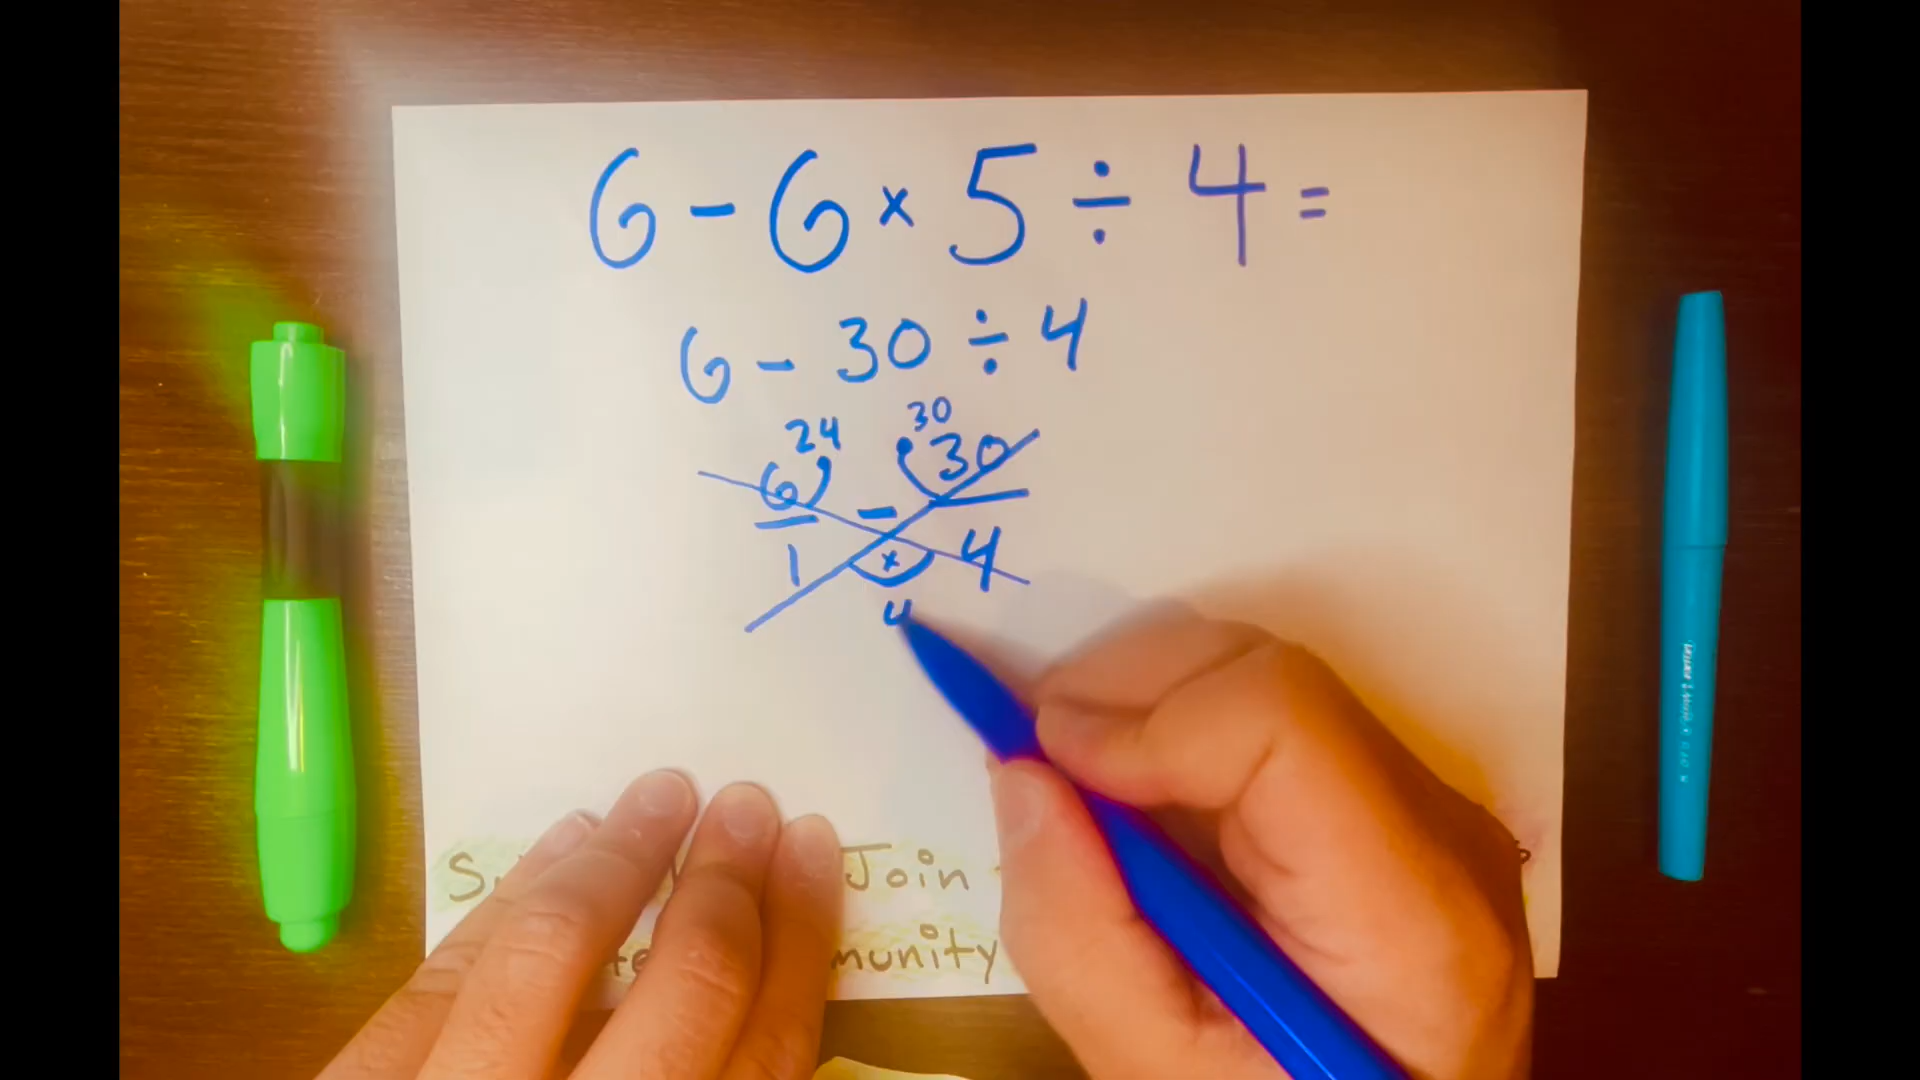 6 - 6 × 5 ÷ 4 =
6 - 30 ÷ 4
24 30
6 - 30
1 × 4
4
Join
munity